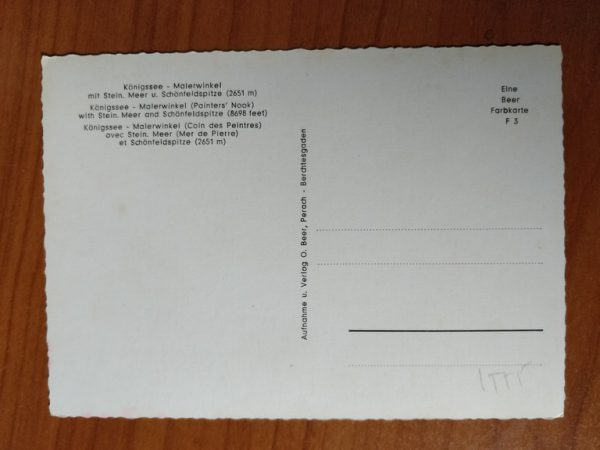 Königssee - Malerwinkel
mit Stein. Meer u. Schönfeldspitze (2651 m)
Königssee - Malerwinkel (Painters' Nook)
with Stein. Meer and Schönfeldspitze (8698 feet)
Königssee - Malerwinkel (Coin des Peintres)
avec Stein. Meer (Mer de Pierre)
et Schönfeldspitze (2651 m)
Aufnahme u. Verlag O. Beer, Perach - Berchtesgaden
Eine
Beer
Farbkarte
F 3